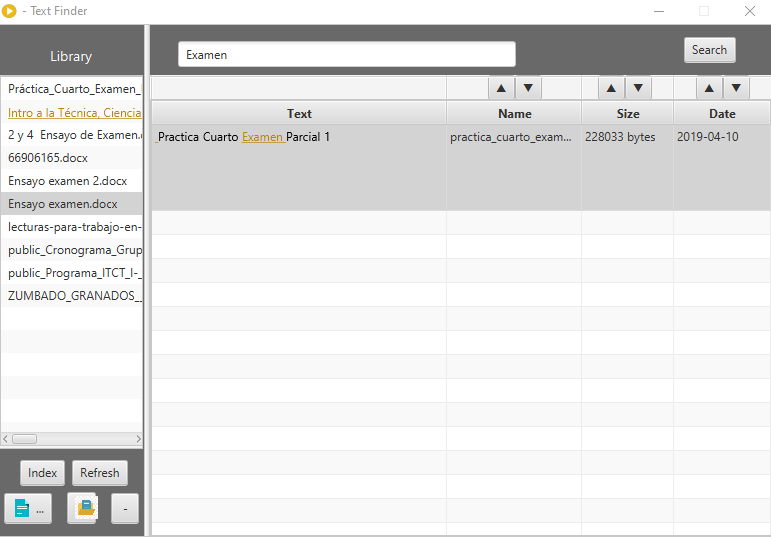 - Text Finder
Library
Examen
Search
Práctica_Cuarto_Examen_
Intro a la Técnica, Ciencia
2 y 4 Ensayo de Examen.
66906165.docx
Ensayo examen 2.docx
Ensayo examen.docx
lecturas-para-trabajo-en-
public_Cronograma_Grup
public_Programa_ITCT_I-_
ZUMBADO_GRANADOS_
Text Name Size Date
_Practica Cuarto Examen Parcial 1 practica_cuarto_exam... 228033 bytes 2019-04-10
Index Refresh
... -